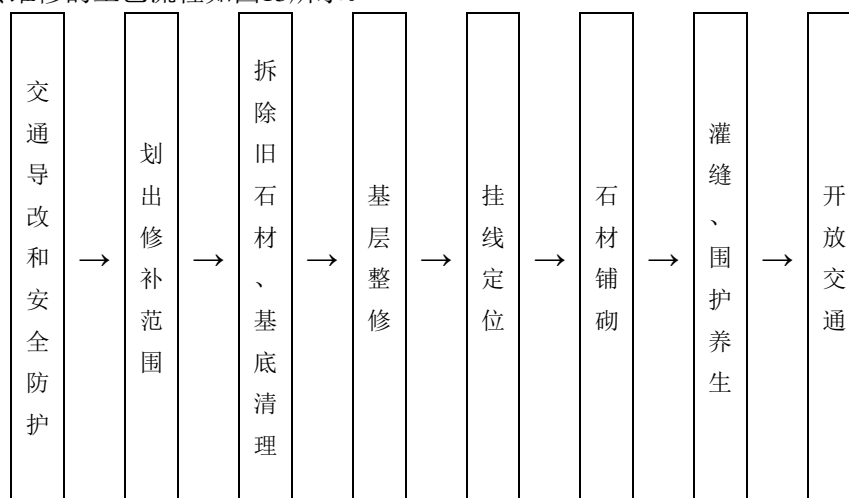 交通导改和安全防护
划出修补范围
拆除旧石材、基底清理
基层整修
挂线定位
石材铺砌
灌缝、围护养生
开放交通